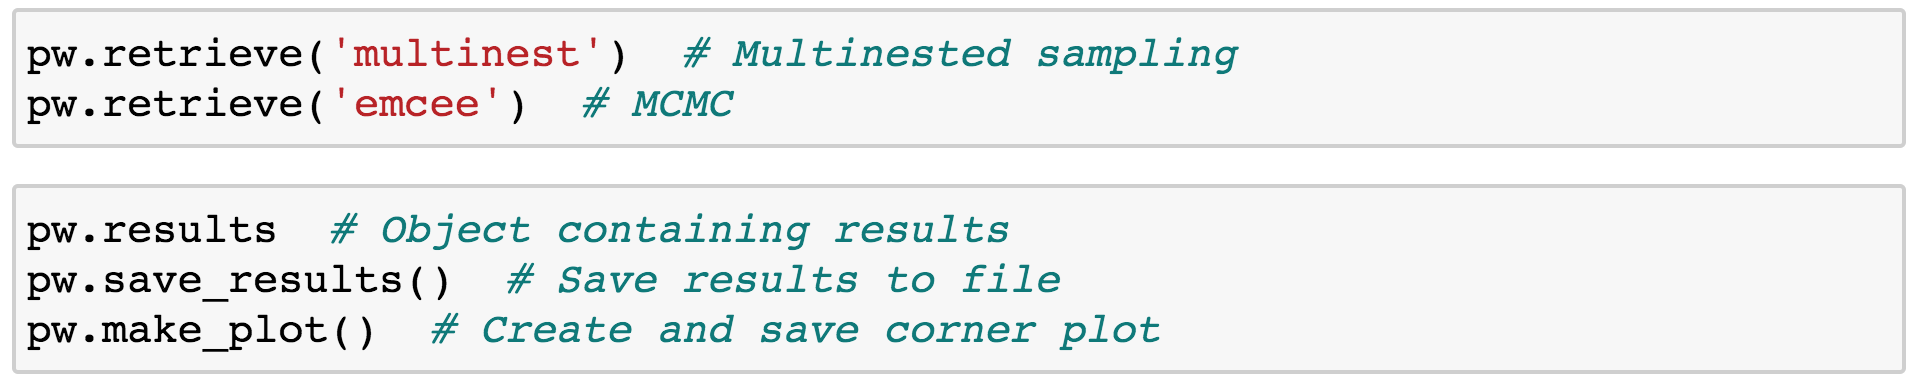 pw.retrieve('multinest')  # Multinested sampling
pw.retrieve('emcee')  # MCMC
pw.results  # Object containing results
pw.save_results()  # Save results to file
pw.make_plot()  # Create and save corner plot